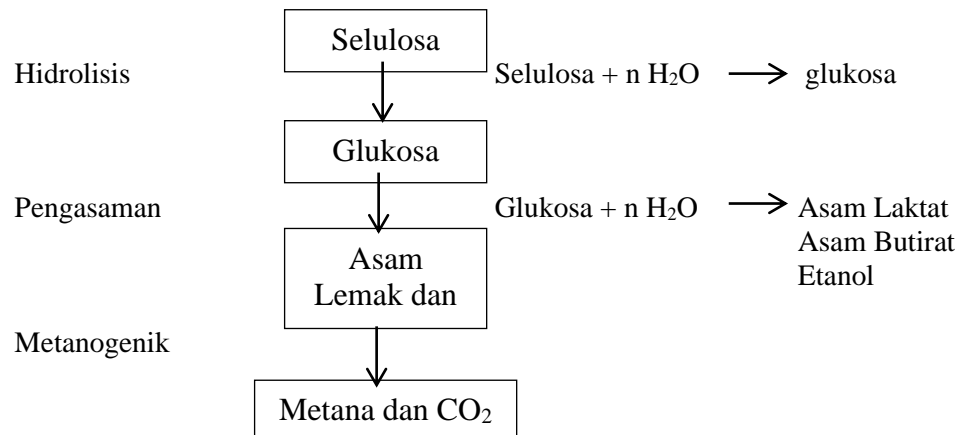 Selulosa
Hidrolisis
Selulosa + n H₂O ⟶ glukosa
Glukosa
Pengasaman
Glukosa + n H₂O ⟶ Asam Laktat
Asam Butirat
Etanol
Asam
Lemak dan
Metanogenik
Metana dan CO₂